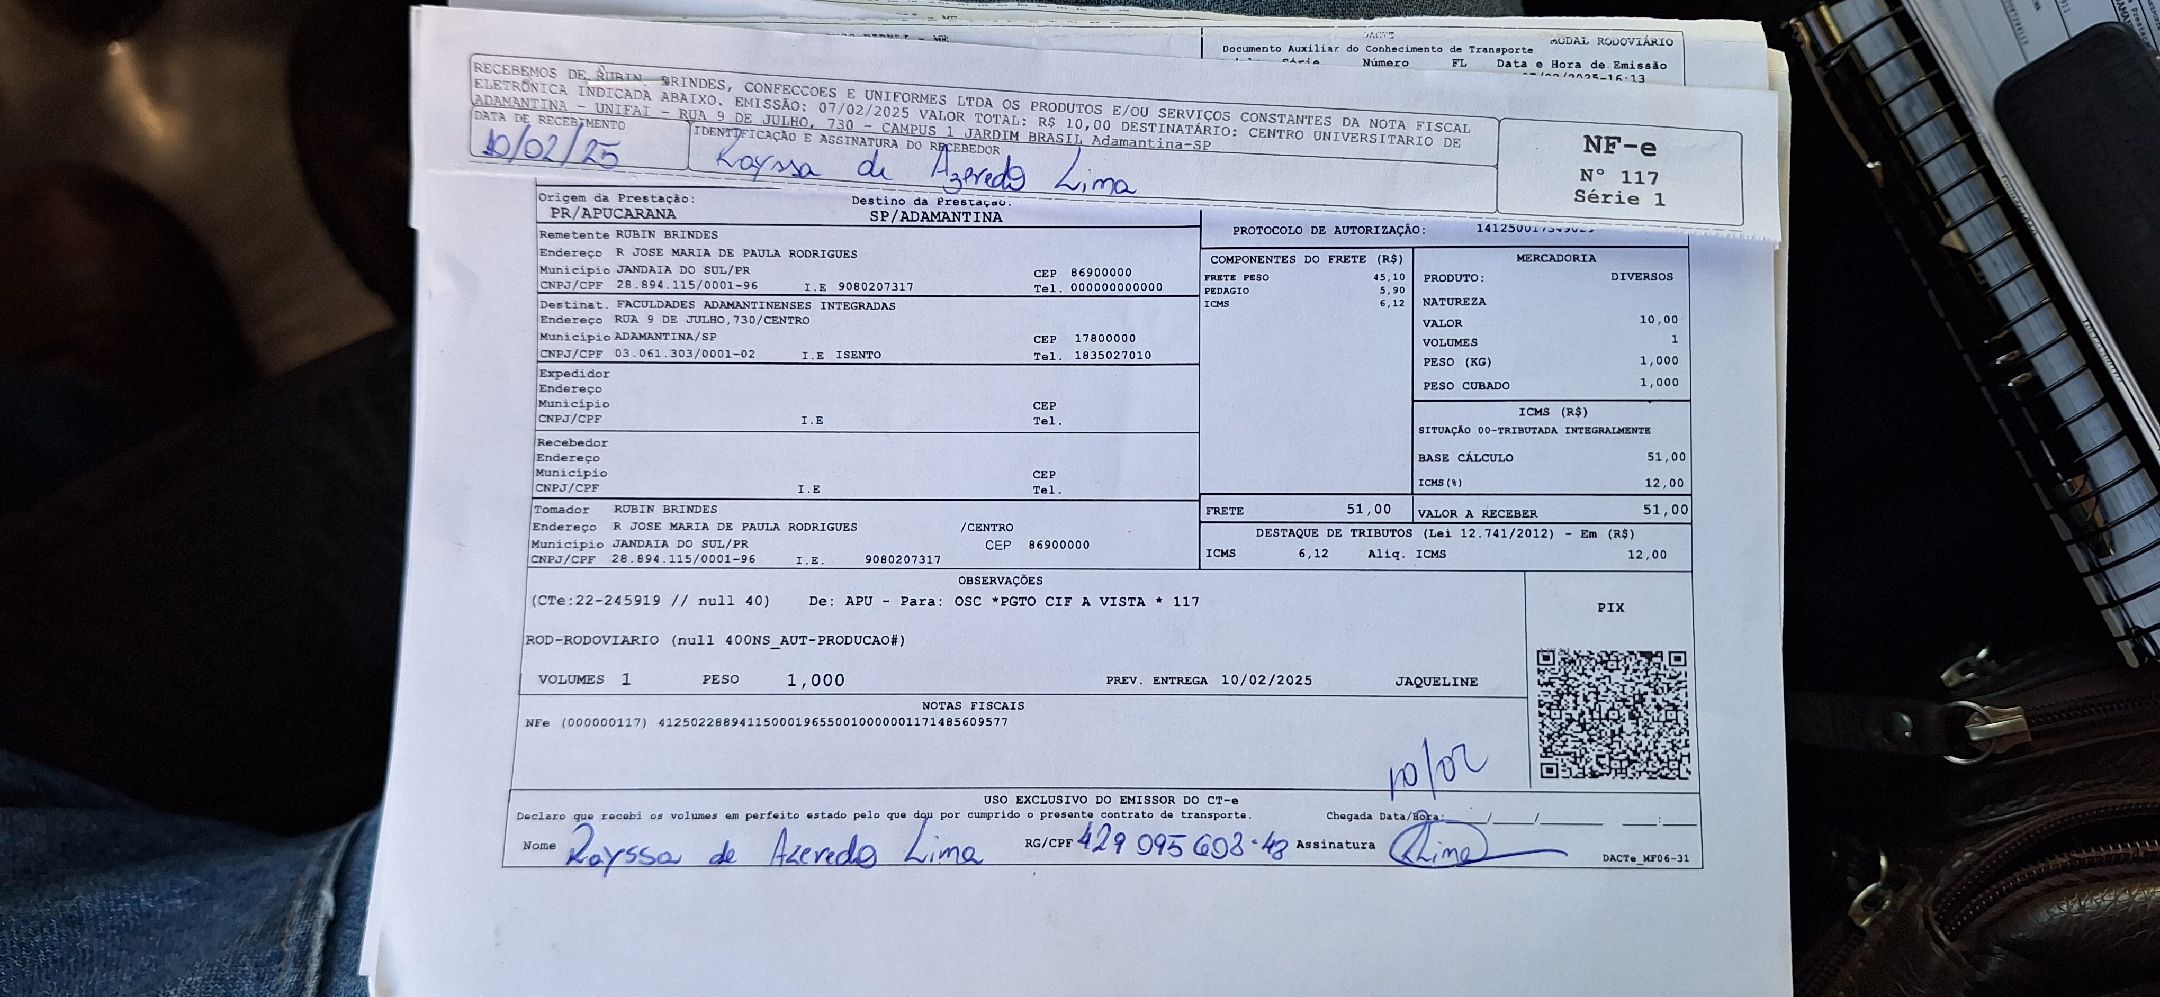 DACTE
MODAL RODOVIÁRIO
Documento Auxiliar do Conhecimento de Transporte
Série Número FL Data e Hora de Emissão
2025-16:13
RECEBEMOS DE RUBIN BRINDES, CONFECCOES E UNIFORMES LTDA OS PRODUTOS E/OU SERVIÇOS CONSTANTES DA NOTA FISCAL
ELETRÔNICA INDICADA ABAIXO. EMISSÃO: 07/02/2025 VALOR TOTAL: R$ 10,00 DESTINATÁRIO: CENTRO UNIVERSITARIO DE
ADAMANTINA - UNIFAI - RUA 9 DE JULHO, 730 - CAMPUS 1 JARDIM BRASIL Adamantina-SP
DATA DE RECEBIMENTO
10/02/25
IDENTIFICAÇÃO E ASSINATURA DO RECEBEDOR
Rayssa de Azevedo Lima
NF-e
Nº 117
Série 1
Origem da Prestação:
PR/APUCARANA
Destino da Prestação:
SP/ADAMANTINA
Remetente RUBIN BRINDES
Endereço R JOSE MARIA DE PAULA RODRIGUES
Município JANDAIA DO SUL/PR CEP 86900000
CNPJ/CPF 28.894.115/0001-96 I.E 9080207317 Tel. 000000000000
Destinat. FACULDADES ADAMANTINENSES INTEGRADAS
Endereço RUA 9 DE JULHO,730/CENTRO
Município ADAMANTINA/SP CEP 17800000
CNPJ/CPF 03.061.303/0001-02 I.E ISENTO Tel. 1835027010
Expedidor
Endereço
Município CEP
CNPJ/CPF I.E Tel.
Recebedor
Endereço
Município CEP
CNPJ/CPF I.E Tel.
Tomador RUBIN BRINDES
Endereço R JOSE MARIA DE PAULA RODRIGUES /CENTRO
Município JANDAIA DO SUL/PR CEP 86900000
CNPJ/CPF 28.894.115/0001-96 I.E. 9080207317
PROTOCOLO DE AUTORIZAÇÃO:
COMPONENTES DO FRETE (R$)
FRETE PESO 45,10
PEDAGIO 5,90
ICMS 6,12
MERCADORIA
PRODUTO: DIVERSOS
NATUREZA
VALOR 10,00
VOLUMES 1
PESO (KG) 1,000
PESO CUBADO 1,000
ICMS (R$)
SITUAÇÃO 00-TRIBUTADA INTEGRALMENTE
BASE CÁLCULO 51,00
ICMS(%) 12,00
FRETE 51,00
VALOR A RECEBER 51,00
DESTAQUE DE TRIBUTOS (Lei 12.741/2012) - Em (R$)
ICMS 6,12 Aliq. ICMS 12,00
OBSERVAÇÕES
(CTe:22-245919 // null 40) De: APU - Para: OSC *PGTO CIF A VISTA * 117
ROD-RODOVIARIO (null 400NS_AUT-PRODUCAO#)
VOLUMES 1 PESO 1,000 PREV. ENTREGA 10/02/2025 JAQUELINE
PIX
NOTAS FISCAIS
NFe (000000117) 41250228894115000196550010000001171485609577
10/02
USO EXCLUSIVO DO EMISSOR DO CT-e
Declaro que recebi os volumes em perfeito estado pelo que dou por cumprido o presente contrato de transporte. Chegada Data/Hora: __/__/__ __:__
Nome Rayssa de Azevedo Lima RG/CPF 429 095 608-48 Assinatura RLima
DACTe_MF06-31